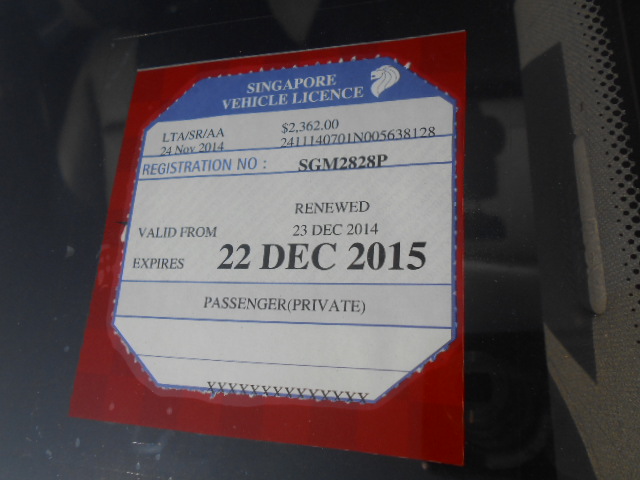 SINGAPORE
VEHICLE LICENCE
LTA/SR/AA $2,362.00
24 Nov 2014 2411140701N005638128
REGISTRATION NO : SGM2828P
RENEWED
VALID FROM 23 DEC 2014
EXPIRES 22 DEC 2015
PASSENGER(PRIVATE)
XXXXXXXXXXXXXX